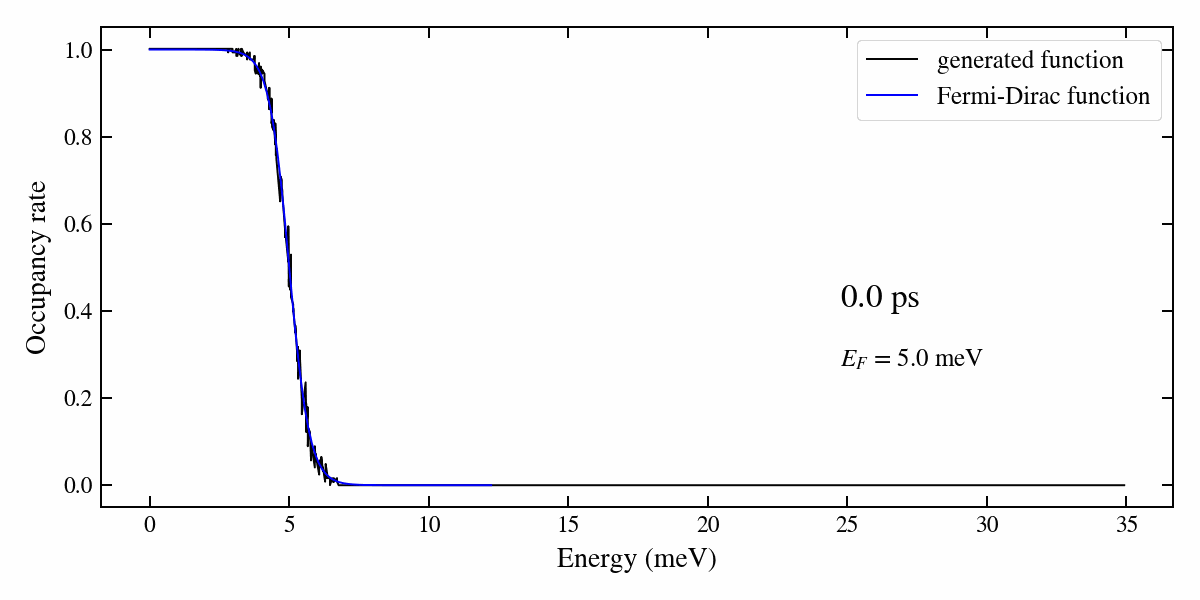 generated function
Fermi-Dirac function
1.0
0.8
0.6
0.4
0.2
0.0
Occupancy rate
0.0 ps
E_F = 5.0 meV
0 5 10 15 20 25 30 35
Energy (meV)